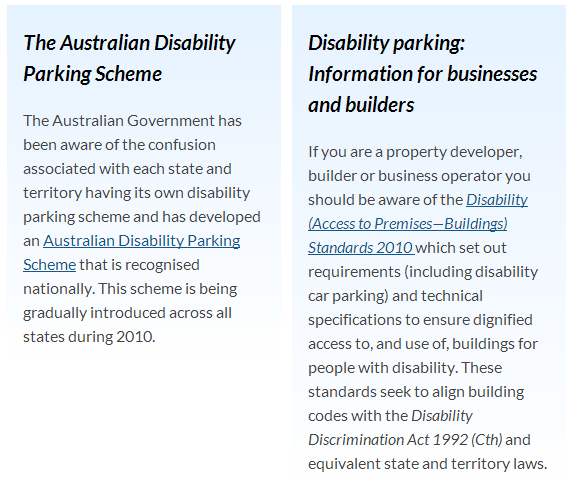 The Australian Disability
Parking Scheme
The Australian Government has
been aware of the confusion
associated with each state and
territory having its own disability
parking scheme and has developed
an Australian Disability Parking
Scheme that is recognised
nationally. This scheme is being
gradually introduced across all
states during 2010.
Disability parking:
Information for businesses
and builders
If you are a property developer,
builder or business operator you
should be aware of the Disability
(Access to Premises—Buildings)
Standards 2010 which set out
requirements (including disability
car parking) and technical
specifications to ensure dignified
access to, and use of, buildings for
people with disability. These
standards seek to align building
codes with the Disability
Discrimination Act 1992 (Cth) and
equivalent state and territory laws.